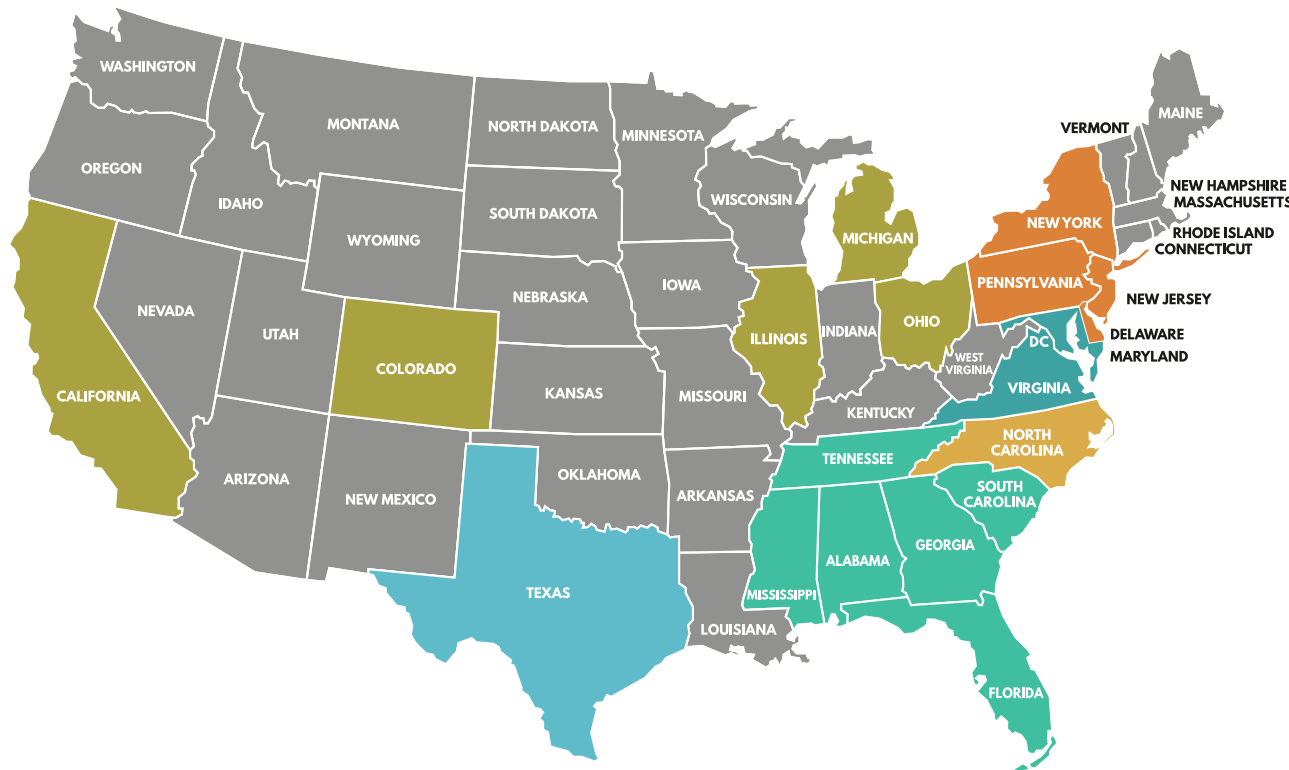 WASHINGTON
MONTANA
NORTH DAKOTA
MINNESOTA
MAINE
VERMONT
OREGON
IDAHO
WISCONSIN
SOUTH DAKOTA
NEW HAMPSHIRE
MASSACHUSETTS
WYOMING
MICHIGAN
NEW YORK
RHODE ISLAND
CONNECTICUT
IOWA
PENNSYLVANIA
NEBRASKA
NEW JERSEY
NEVADA
UTAH
ILLINOIS
INDIANA
OHIO
DELAWARE
DC
MARYLAND
COLORADO
WEST
VIRGINIA
CALIFORNIA
KANSAS
MISSOURI
VIRGINIA
KENTUCKY
NORTH
CAROLINA
TENNESSEE
OKLAHOMA
ARIZONA
NEW MEXICO
ARKANSAS
SOUTH
CAROLINA
GEORGIA
ALABAMA
TEXAS
MISSISSIPPI
LOUISIANA
FLORIDA